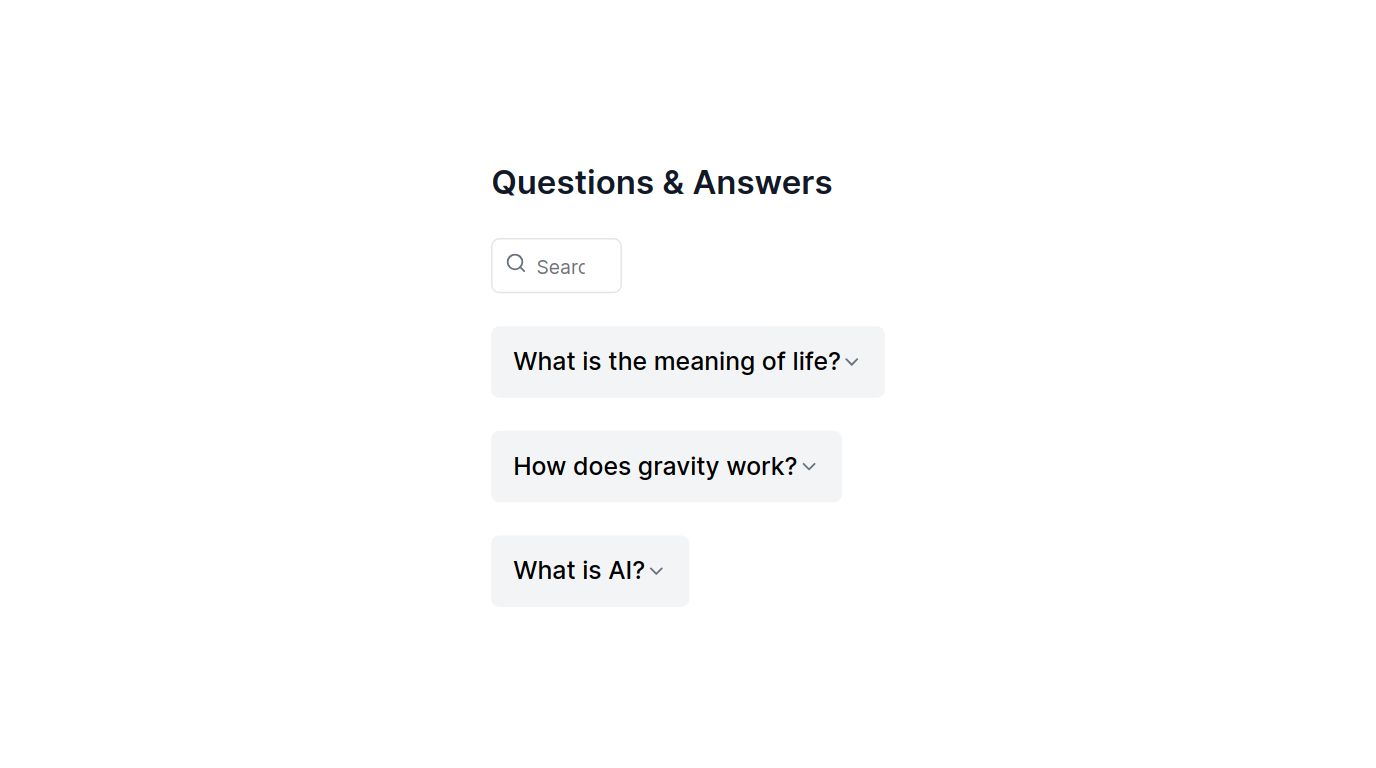 Questions & Answers
Searc
What is the meaning of life?
How does gravity work?
What is AI?